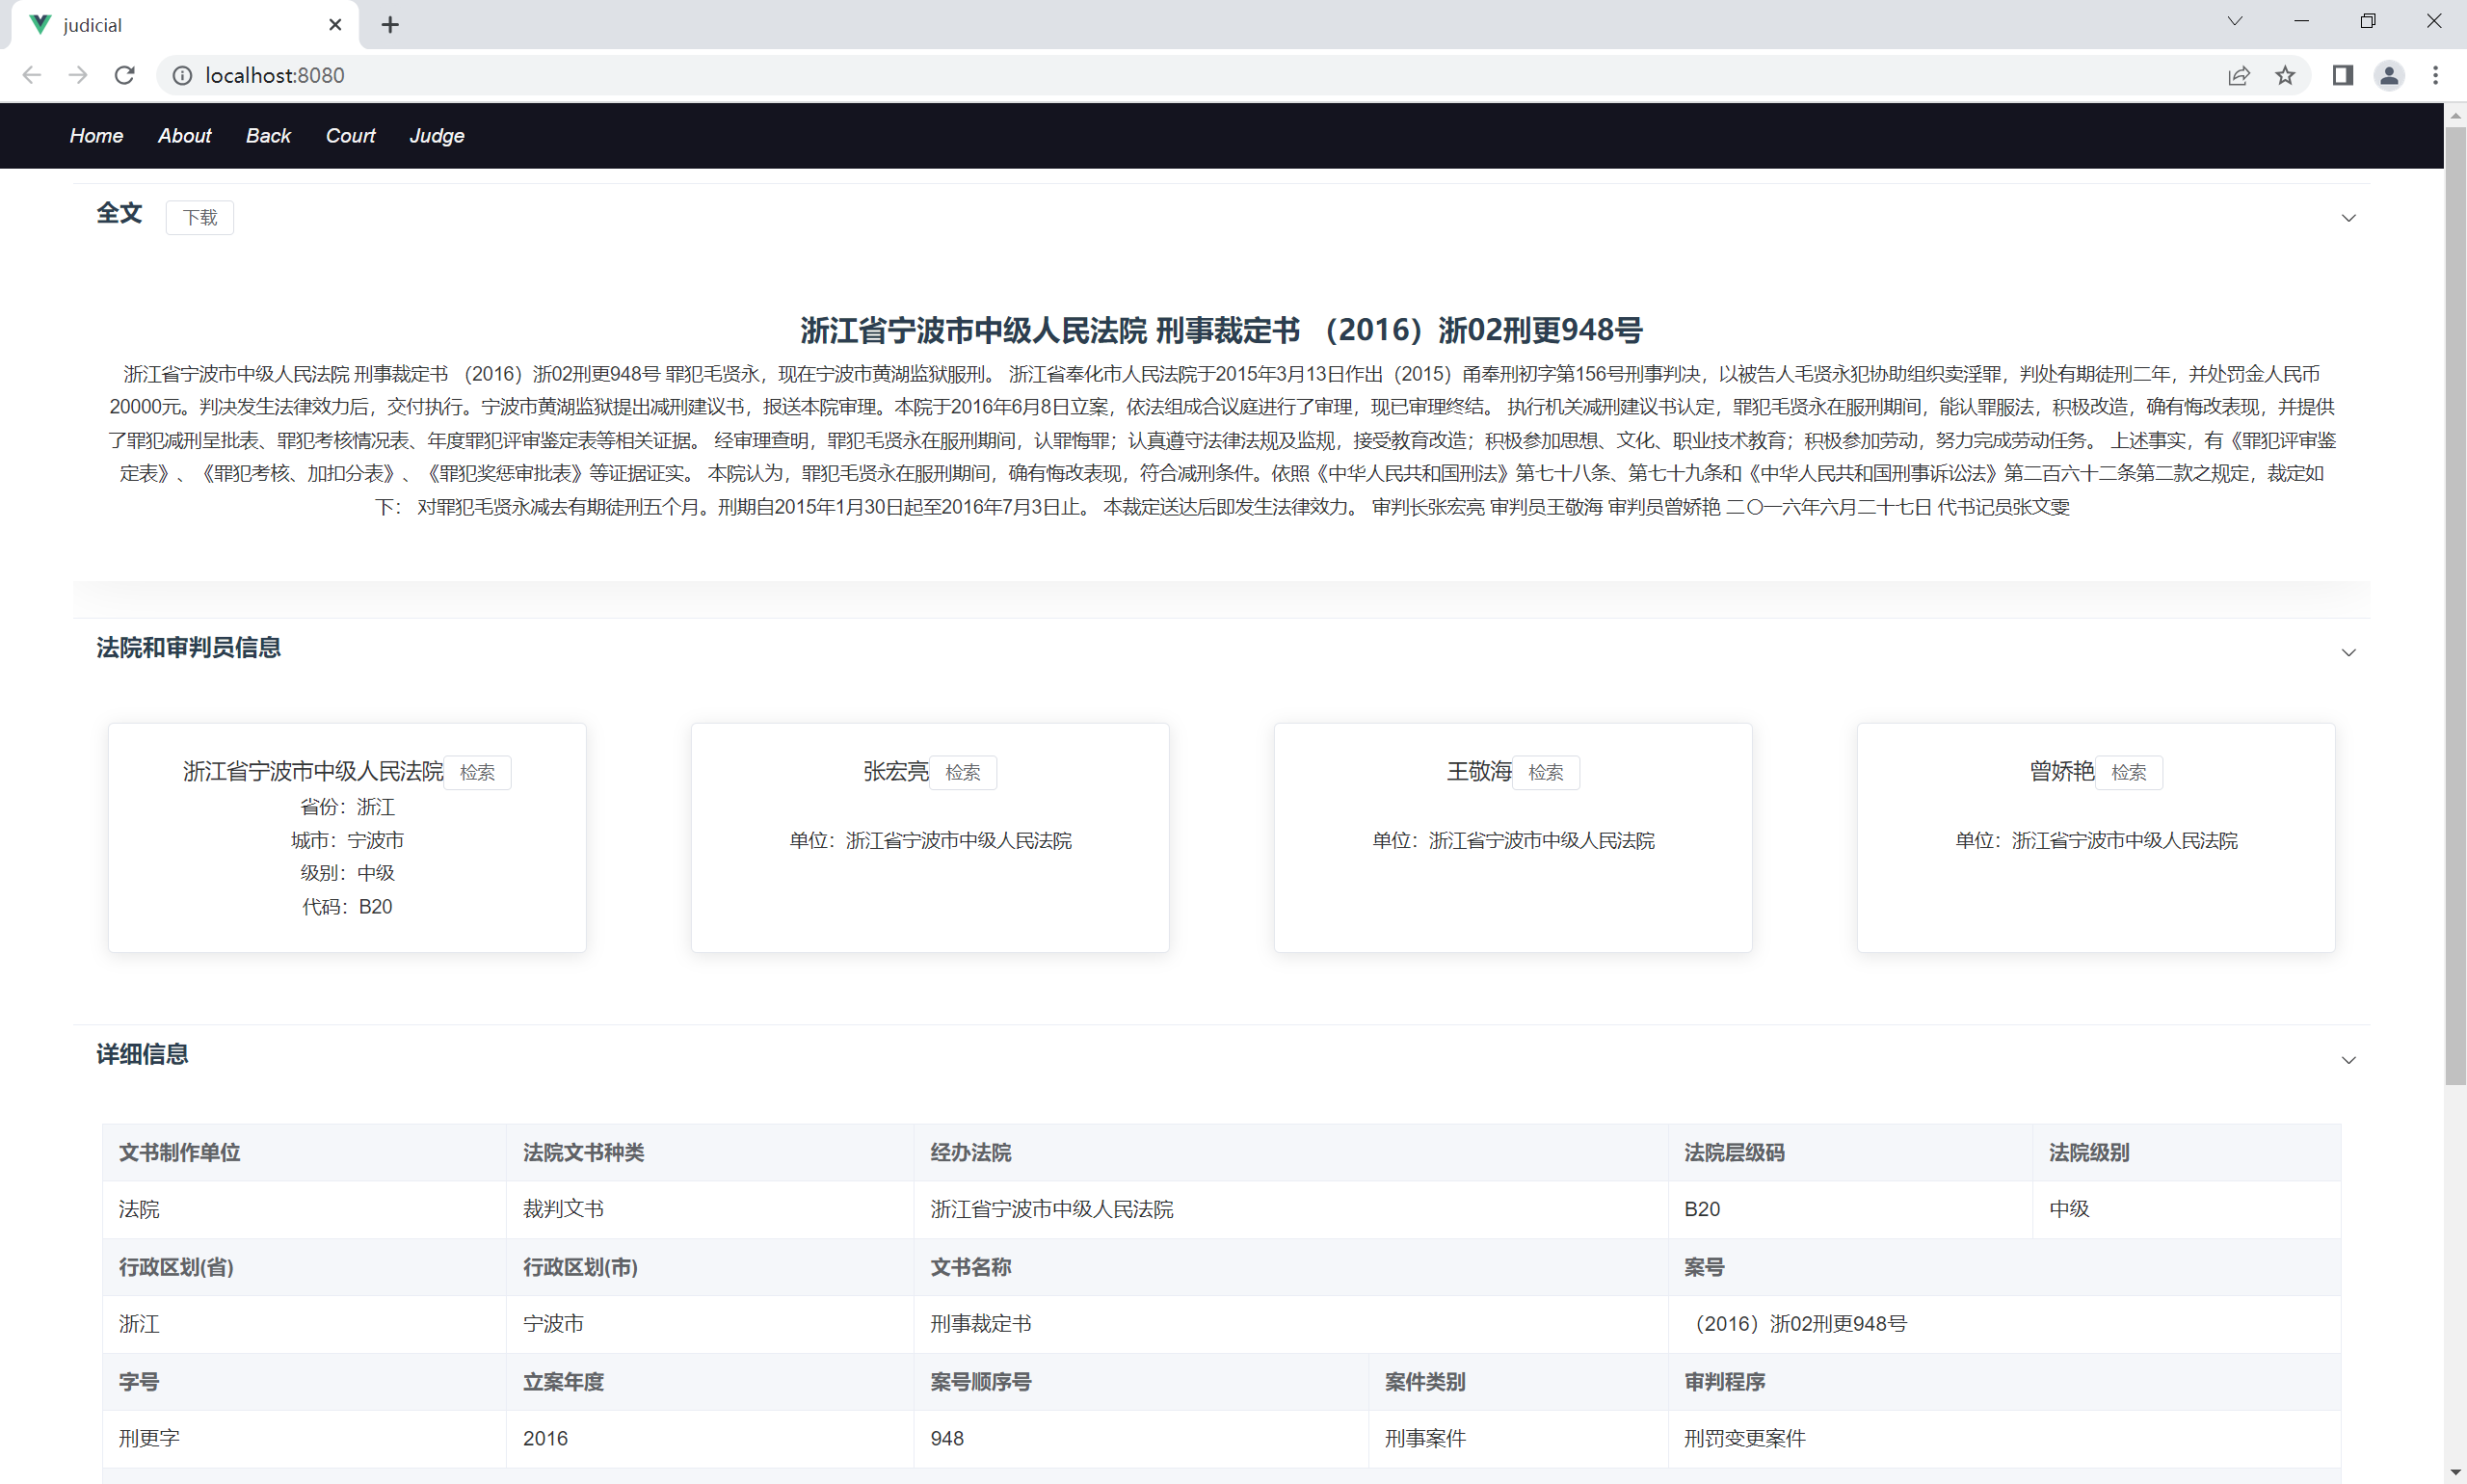 judicial
localhost:8080
Home About Back Court Judge
全文 下载
浙江省宁波市中级人民法院 刑事裁定书 （2016）浙02刑更948号
浙江省宁波市中级人民法院 刑事裁定书 （2016）浙02刑更948号 罪犯毛贤永，现在宁波市黄湖监狱服刑。 浙江省奉化市人民法院于2015年3月13日作出（2015）甬奉刑初字第156号刑事判决，以被告人毛贤永犯协助组织卖淫罪，判处有期徒刑二年，并处罚金人民币
20000元。判决发生法律效力后，交付执行。宁波市黄湖监狱提出减刑建议书，报送本院审理。本院于2016年6月8日立案，依法组成合议庭进行了审理，现已审理终结。 执行机关减刑建议书认定，罪犯毛贤永在服刑期间，能认罪服法，积极改造，确有悔改表现，并提供
了罪犯减刑呈批表、罪犯考核情况表、年度罪犯评审鉴定表等相关证据。 经审理查明，罪犯毛贤永在服刑期间，认罪悔罪；认真遵守法律法规及监规，接受教育改造；积极参加思想、文化、职业技术教育；积极参加劳动，努力完成劳动任务。 上述事实，有《罪犯评审鉴
定表》、《罪犯考核、加扣分表》、《罪犯奖惩审批表》等证据证实。 本院认为，罪犯毛贤永在服刑期间，确有悔改表现，符合减刑条件。依照《中华人民共和国刑法》第七十八条、第七十九条和《中华人民共和国刑事诉讼法》第二百六十二条第二款之规定，裁定如
下： 对罪犯毛贤永减去有期徒刑五个月。刑期自2015年1月30日起至2016年7月3日止。 本裁定送达后即发生法律效力。 审判长张宏亮 审判员王敬海 审判员曾娇艳 二〇一六年六月二十七日 代书记员张文雯
法院和审判员信息
浙江省宁波市中级人民法院 检索
省份：浙江
城市：宁波市
级别：中级
代码：B20
张宏亮 检索
单位：浙江省宁波市中级人民法院
王敬海 检索
单位：浙江省宁波市中级人民法院
曾娇艳 检索
单位：浙江省宁波市中级人民法院
详细信息
文书制作单位 法院文书种类 经办法院 法院层级码 法院级别
法院 裁判文书 浙江省宁波市中级人民法院 B20 中级
行政区划(省) 行政区划(市) 文书名称 案号
浙江 宁波市 刑事裁定书 （2016）浙02刑更948号
字号 立案年度 案号顺序号 案件类别 审判程序
刑更字 2016 948 刑事案件 刑罚变更案件